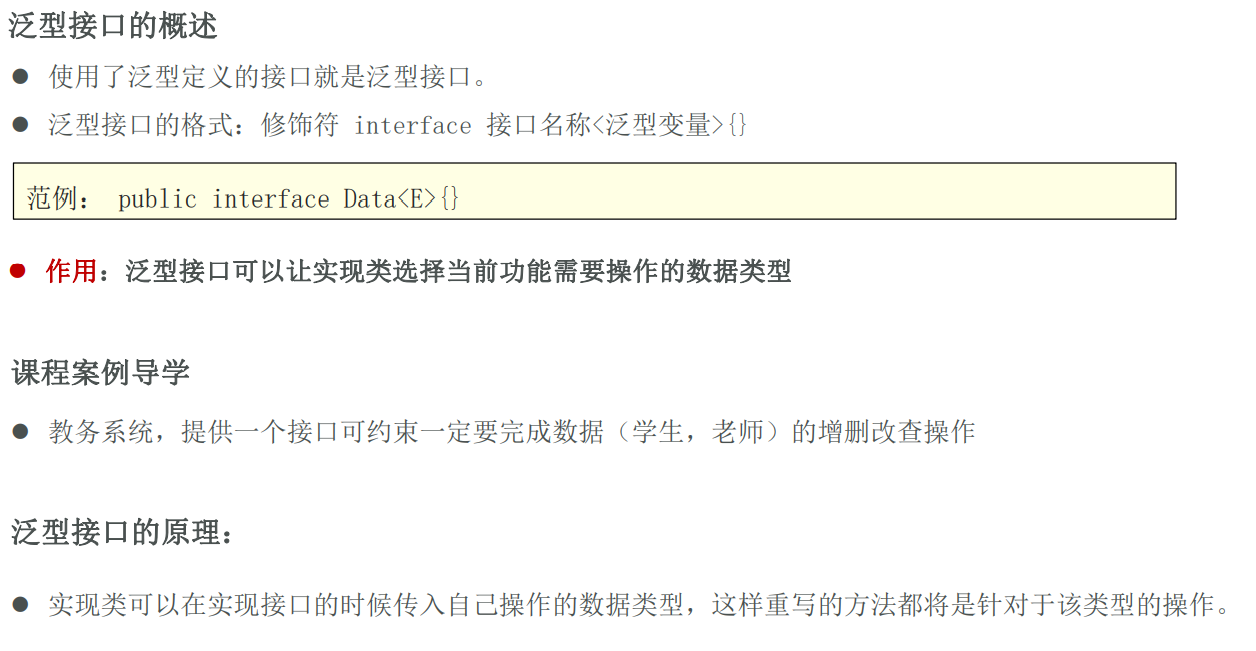 泛型接口的概述
● 使用了泛型定义的接口就是泛型接口。
● 泛型接口的格式：修饰符 interface 接口名称<泛型变量>{}
范例： public interface Data<E>{}
● 作用：泛型接口可以让实现类选择当前功能需要操作的数据类型
课程案例导学
● 教务系统，提供一个接口可约束一定要完成数据（学生，老师）的增删改查操作
泛型接口的原理：
● 实现类可以在实现接口的时候传入自己操作的数据类型，这样重写的方法都将是针对于该类型的操作。